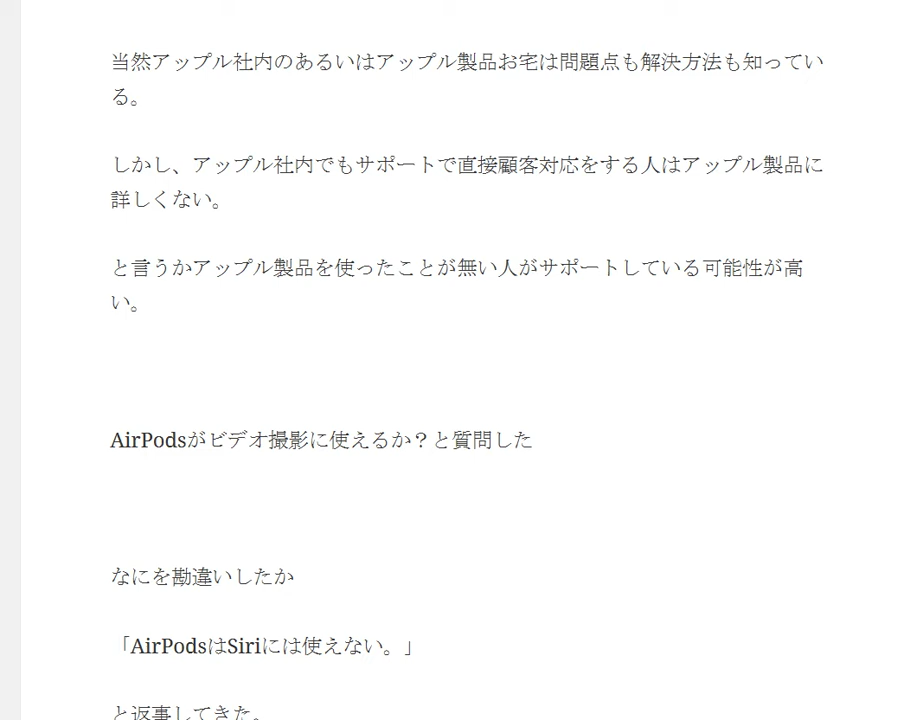 当然アップル社内のあるいはアップル製品お宅は問題点も解決方法も知ってい
る。
しかし、アップル社内でもサポートで直接顧客対応をする人はアップル製品に
詳しくない。
と言うかアップル製品を使ったことが無い人がサポートしている可能性が高
い。
AirPodsがビデオ撮影に使えるか？と質問した
なにを勘違いしたか
「AirPodsはSiriには使えない。」
と返事してきた。